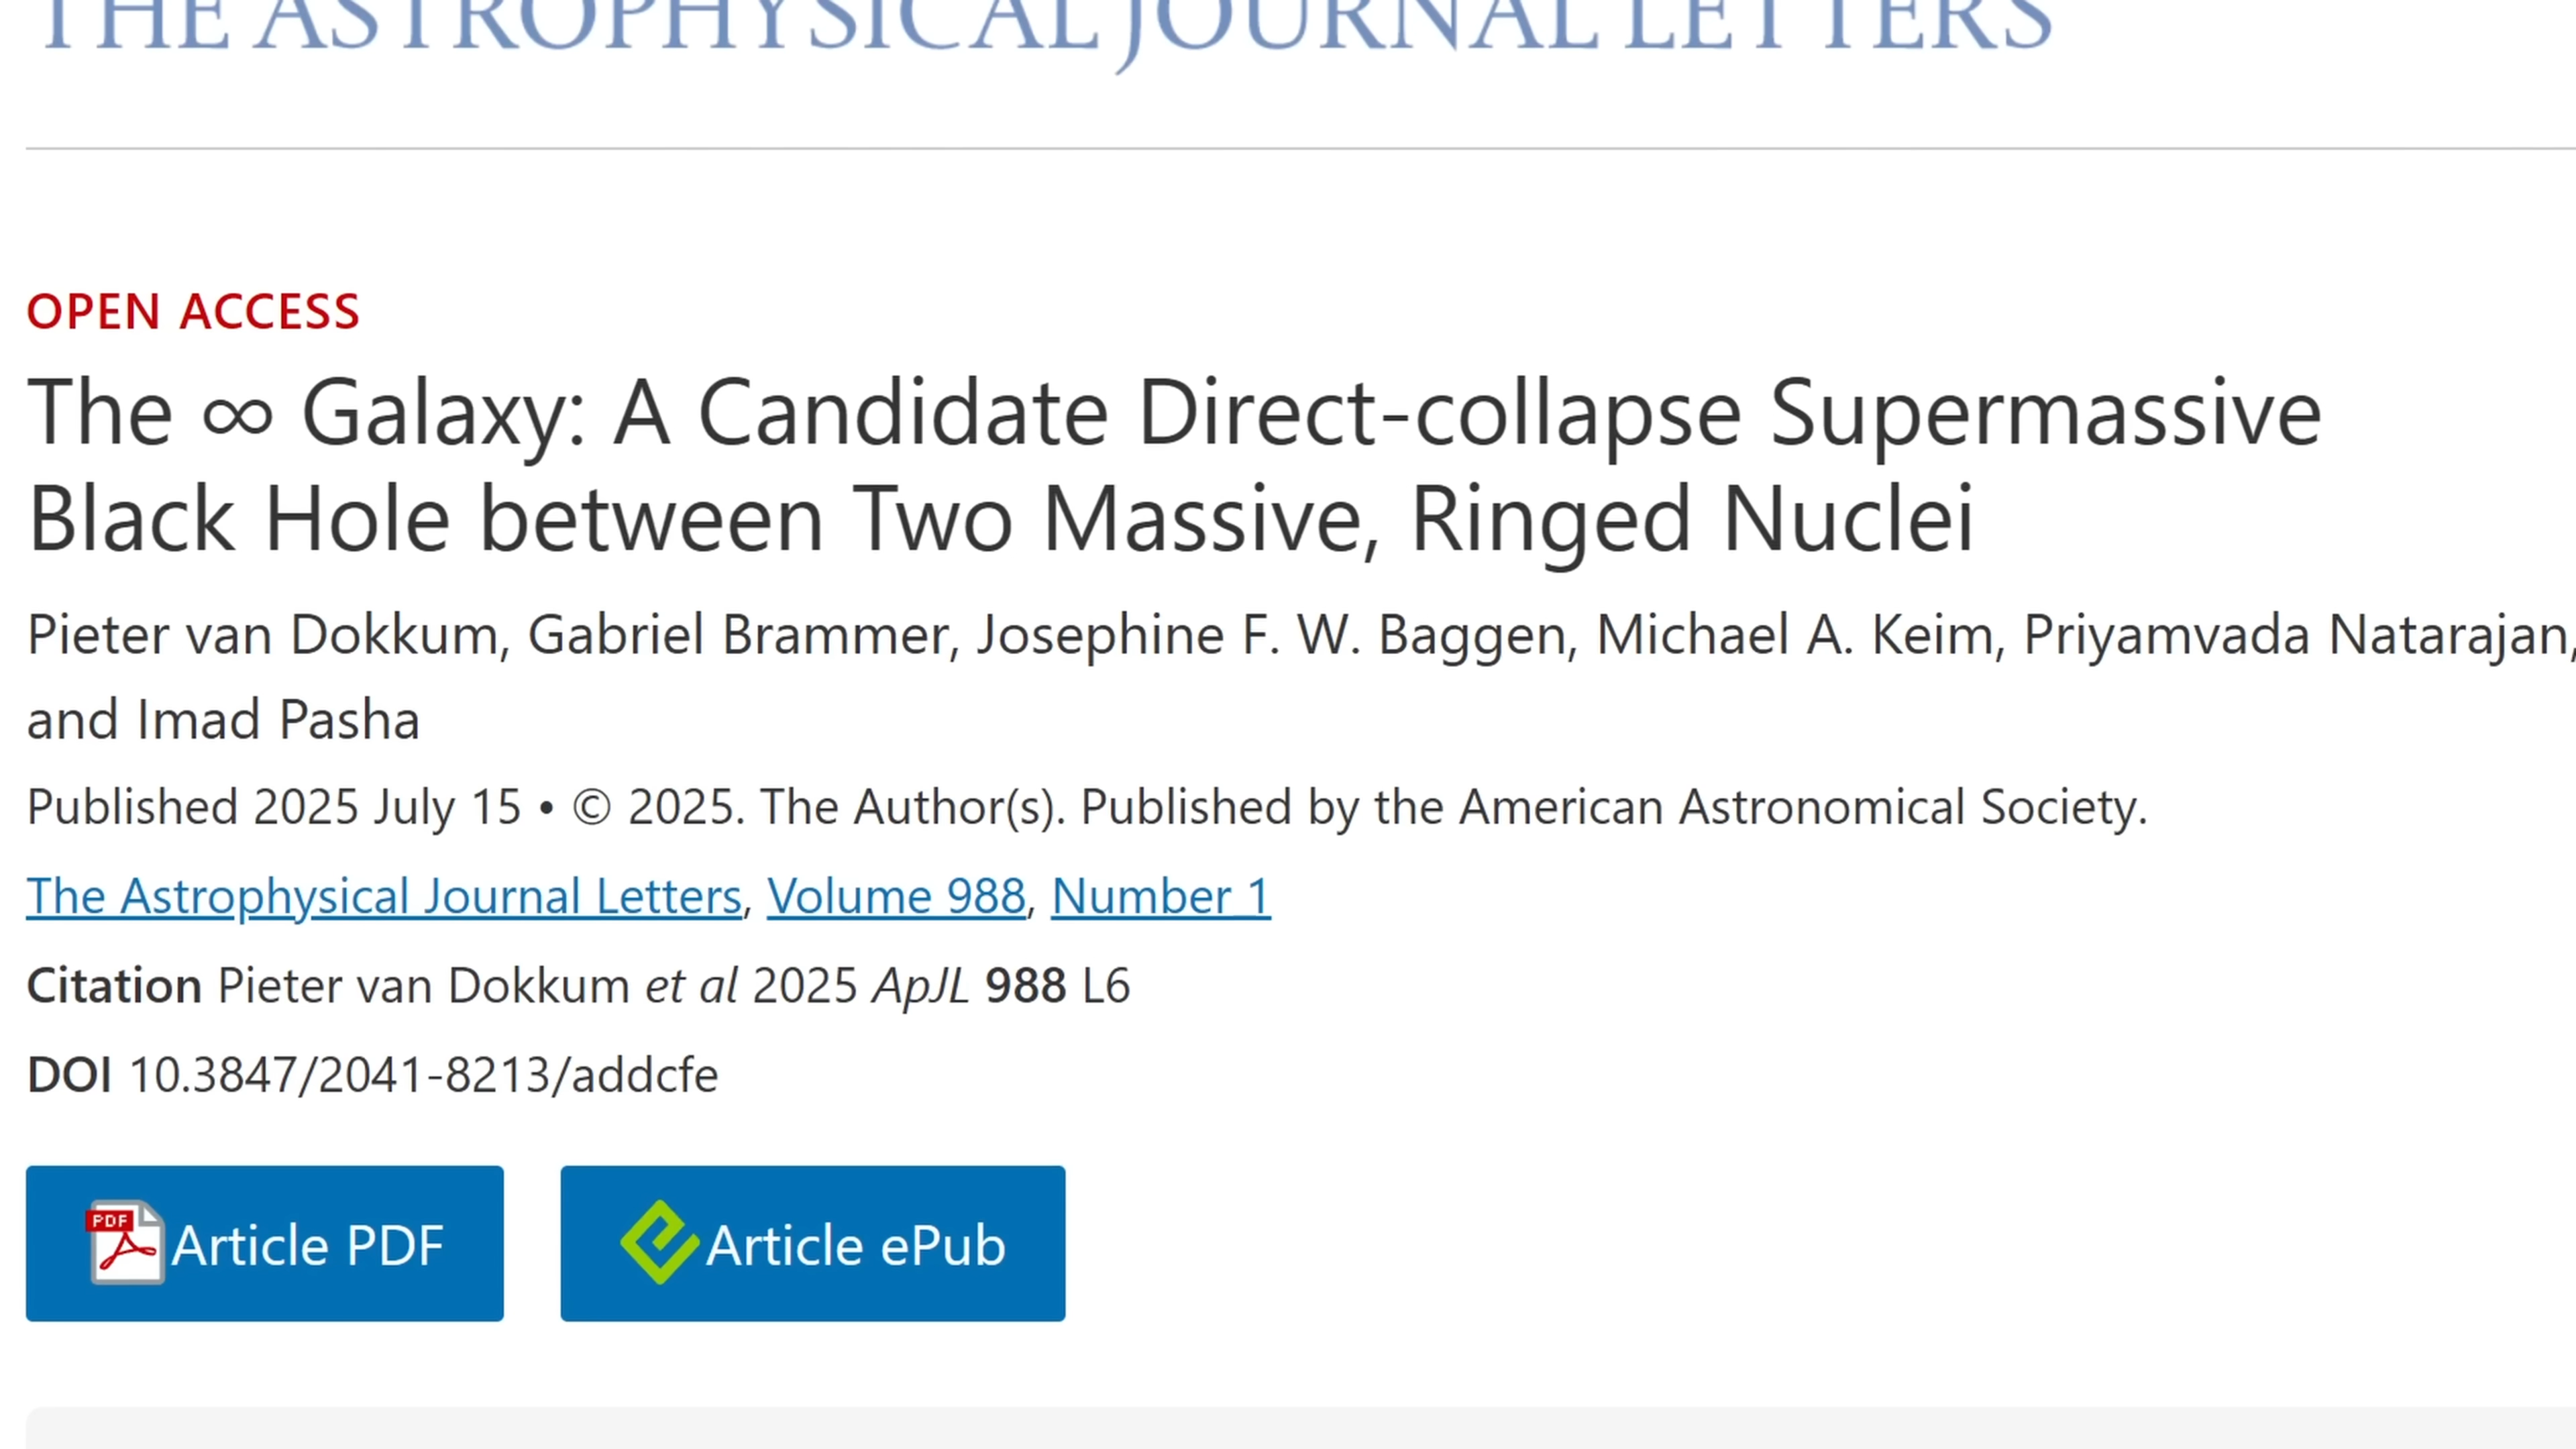 THE ASTROPHYSICAL JOURNAL LETTERS
OPEN ACCESS
The ∞ Galaxy: A Candidate Direct-collapse Supermassive
Black Hole between Two Massive, Ringed Nuclei
Pieter van Dokkum, Gabriel Brammer, Josephine F. W. Baggen, Michael A. Keim, Priyamvada Natarajan,
and Imad Pasha
Published 2025 July 15 • © 2025. The Author(s). Published by the American Astronomical Society.
The Astrophysical Journal Letters, Volume 988, Number 1
Citation Pieter van Dokkum et al 2025 ApJL 988 L6
DOI 10.3847/2041-8213/addcfe
PDF Article PDF
Article ePub